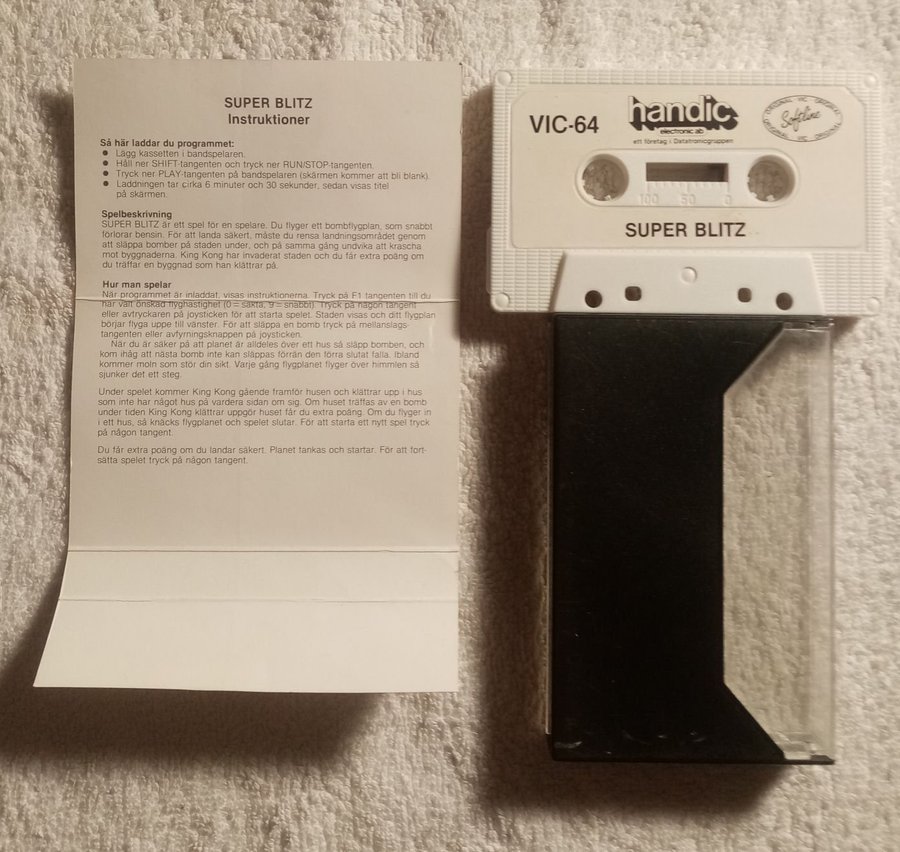 SUPER BLITZ
Instruktioner
Så här laddar du programmet:
● Lägg kassetten i bandspelaren.
● Håll ner SHIFT-tangenten och tryck ner RUN/STOP-tangenten.
● Tryck ner PLAY-tangenten på bandspelaren (skärmen kommer att bli blank).
● Laddningen tar cirka 6 minuter och 30 sekunder, sedan visas titel
på skärmen.
Spelbeskrivning
SUPER BLITZ är ett spel för en spelare. Du flyger ett bombflygplan, som snabbt
förlorar bensin. För att landa säkert, måste du rensa landningsområdet genom
att släppa bomber på staden under, och på samma gång undvika att krascha
mot byggnaderna. King Kong har invaderat staden och du får extra poäng om
du träffar en byggnad som han klättrar på.
Hur man spelar
När programmet är inladdat, visas instruktionerna. Tryck på F1 tangenten till du
har valt önskad flyghastighet (0 = sakta, 9 = snabbt). Tryck på någon tangent
eller avtryckaren på joysticken för att starta spelet. Staden visas och ditt flygplan
börjar flyga uppe till vänster. För att släppa en bomb tryck på mellanslags-
tangenten eller avfyrningsknappen på joysticken.
När du är säker på att planet är alldeles över ett hus så släpp bomben, och
kom ihåg att nästa bomb inte kan släppas förrän den förra slutat falla. Ibland
kommer moln som stör din sikt. Varje gång flygplanet flyger över himmlen så
sjunker det ett steg.
Under spelet kommer King Kong gående framför husen och klättrar upp i hus
som inte har något hus på vardera sidan om sig. Om huset träffas av en bomb
under tiden King Kong klättrar uppgör huset får du extra poäng. Om du flyger in
i ett hus, så knäcks flygplanet och spelet slutar. För att starta ett nytt spel tryck
på någon tangent.
Du får extra poäng om du landar säkert. Planet tankas och startar. För att fort-
sätta spelet tryck på någon tangent.
VIC-64
handic
electronic ab
ett företag i Datatronicgruppen
ORIGINAL VIC ORIGINAL
Softline
100 50 0
SUPER BLITZ